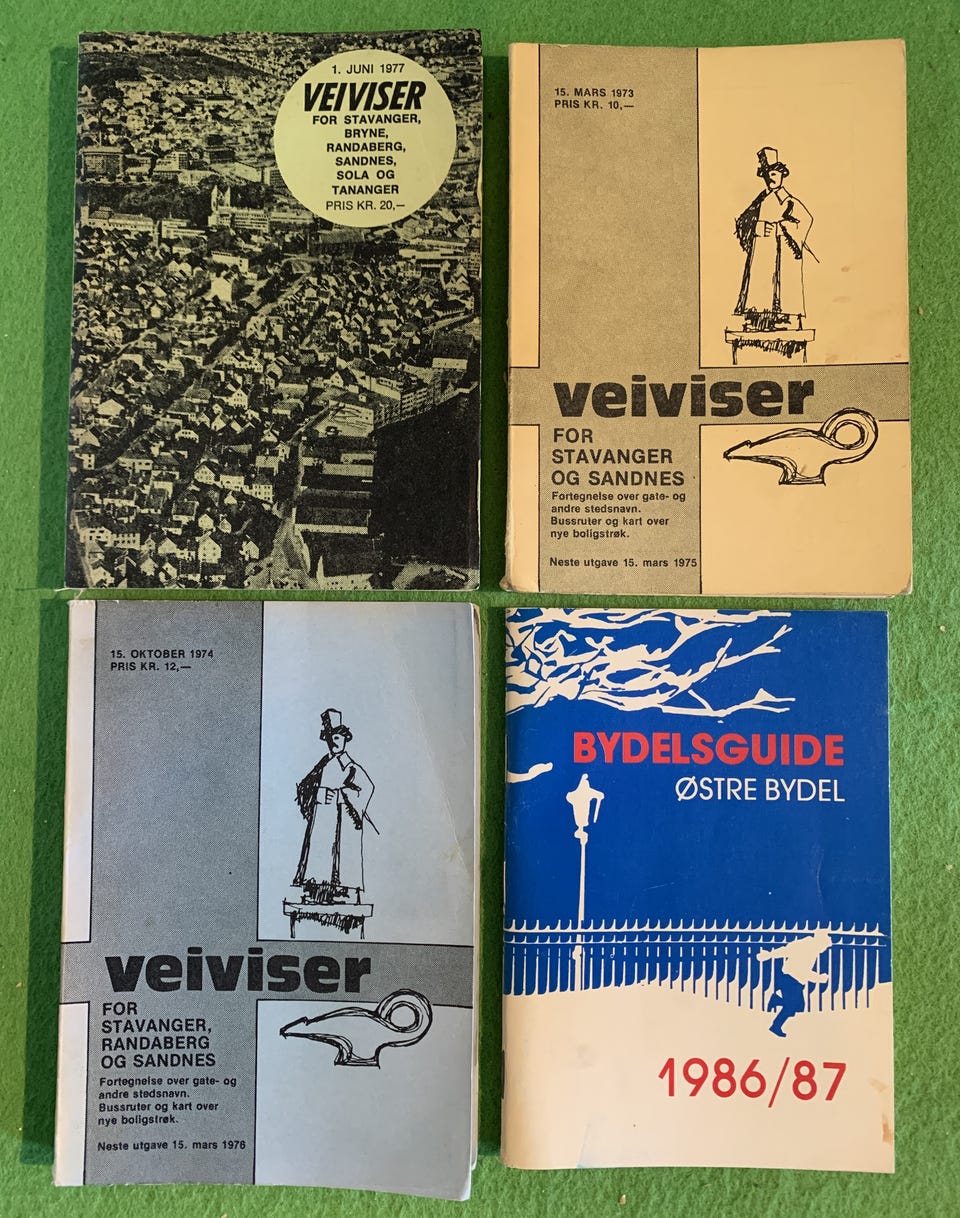 1. JUNI 1977
VEIVISER
FOR STAVANGER,
BRYNE,
RANDABERG,
SANDNES,
SOLA OG
TANANGER
PRIS KR. 20,—
15. MARS 1973
PRIS KR. 10,—
veiviser
FOR
STAVANGER
OG SANDNES
Fortegnelse over gate- og
andre stedsnavn.
Bussruter og kart over
nye boligstrøk.
Neste utgave 15. mars 1975
15. OKTOBER 1974
PRIS KR. 12,—
veiviser
FOR
STAVANGER,
RANDABERG
OG SANDNES
Fortegnelse over gate- og
andre stedsnavn.
Bussruter og kart over
nye boligstrøk.
Neste utgave 15. mars 1976
BYDELSGUIDE
ØSTRE BYDEL
1986/87